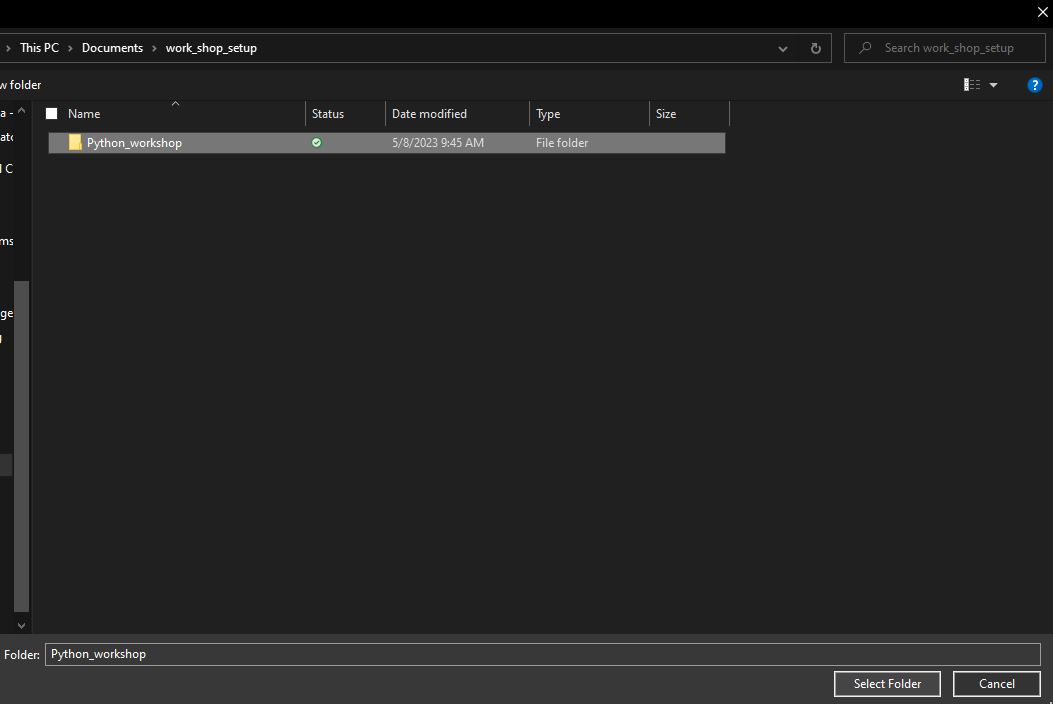 This PC > Documents > work_shop_setup
Search work_shop_setup
w folder
?
Name Status Date modified Type Size
a -
Python_workshop 5/8/2023 9:45 AM File folder
l C
ms
ge
Folder: Python_workshop
Select Folder Cancel